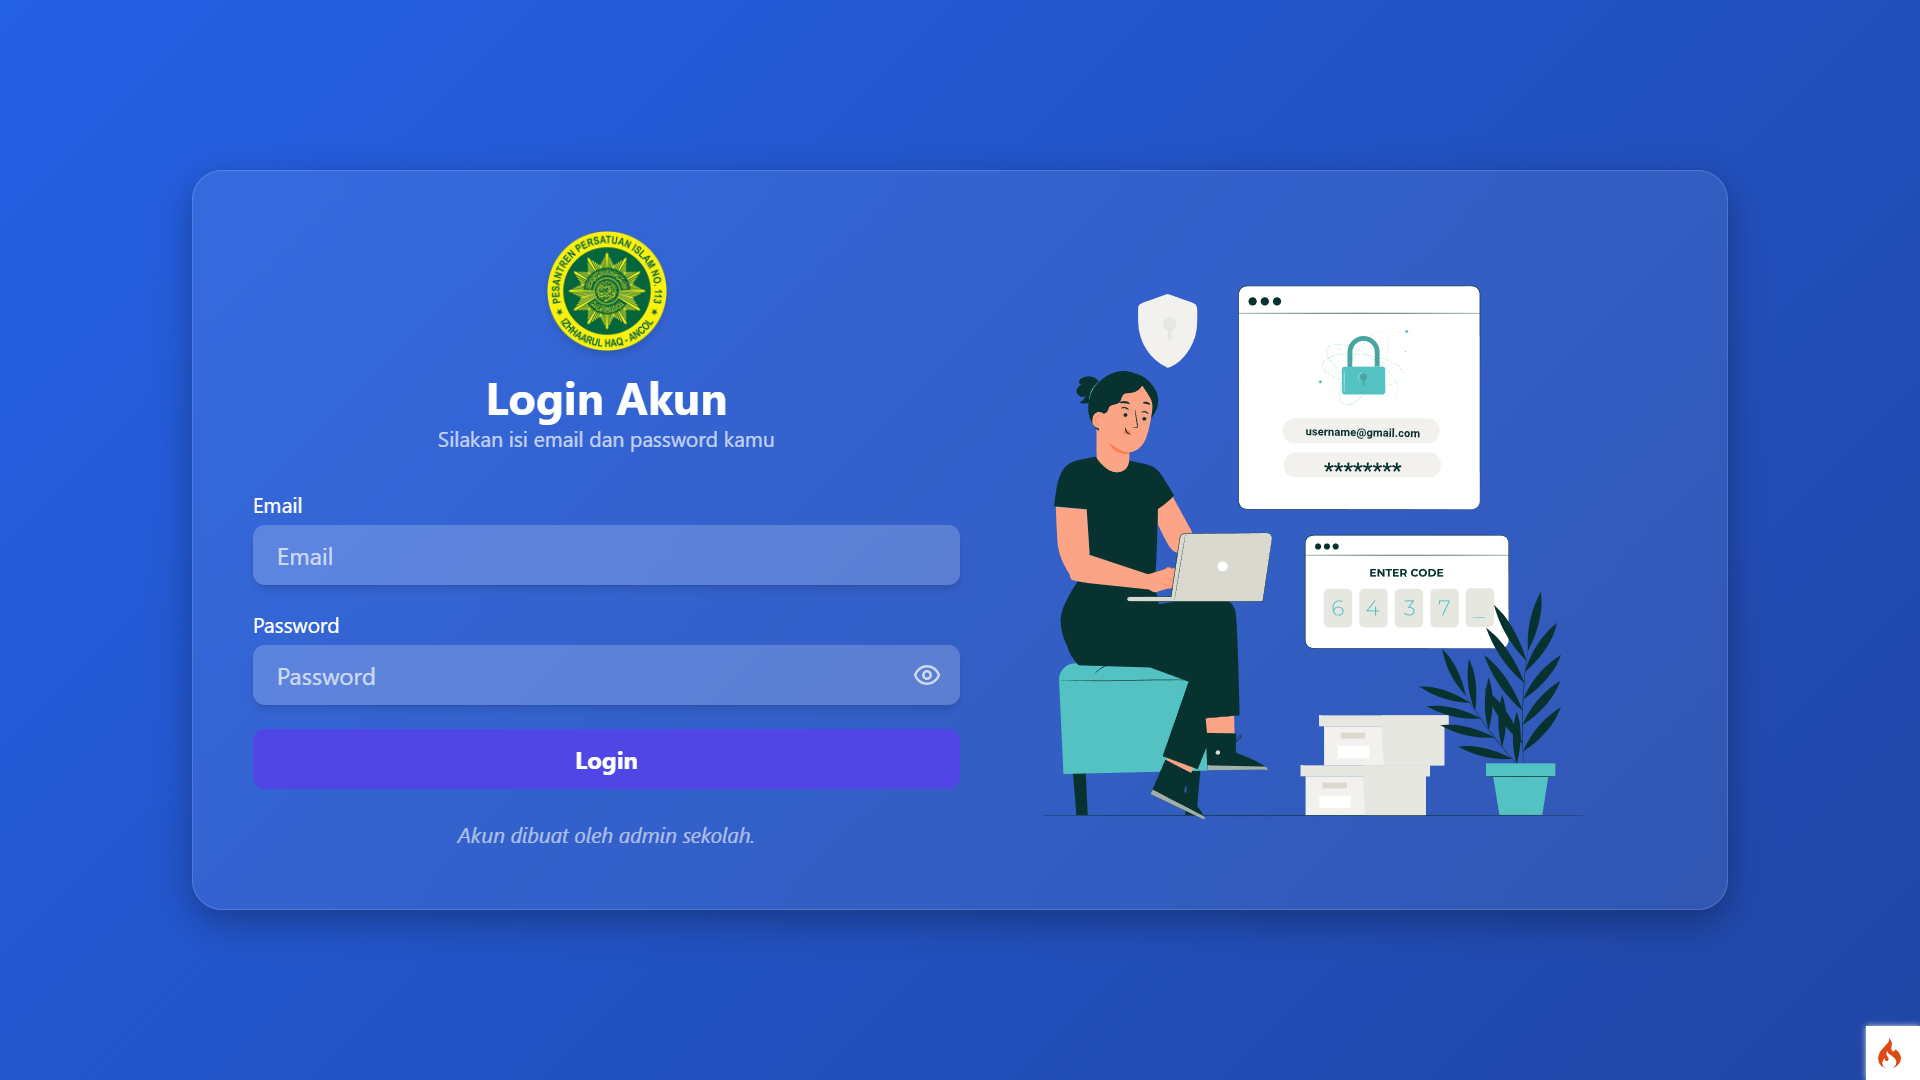 PESANTREN PERSATUAN ISLAM NO. 113
IZHHAARUL HAQ - ANCOL
Login Akun
Silakan isi email dan password kamu
Email
Email
Password
Password
Login
Akun dibuat oleh admin sekolah.
username@gmail.com
********
ENTER CODE
6 4 3 7 _